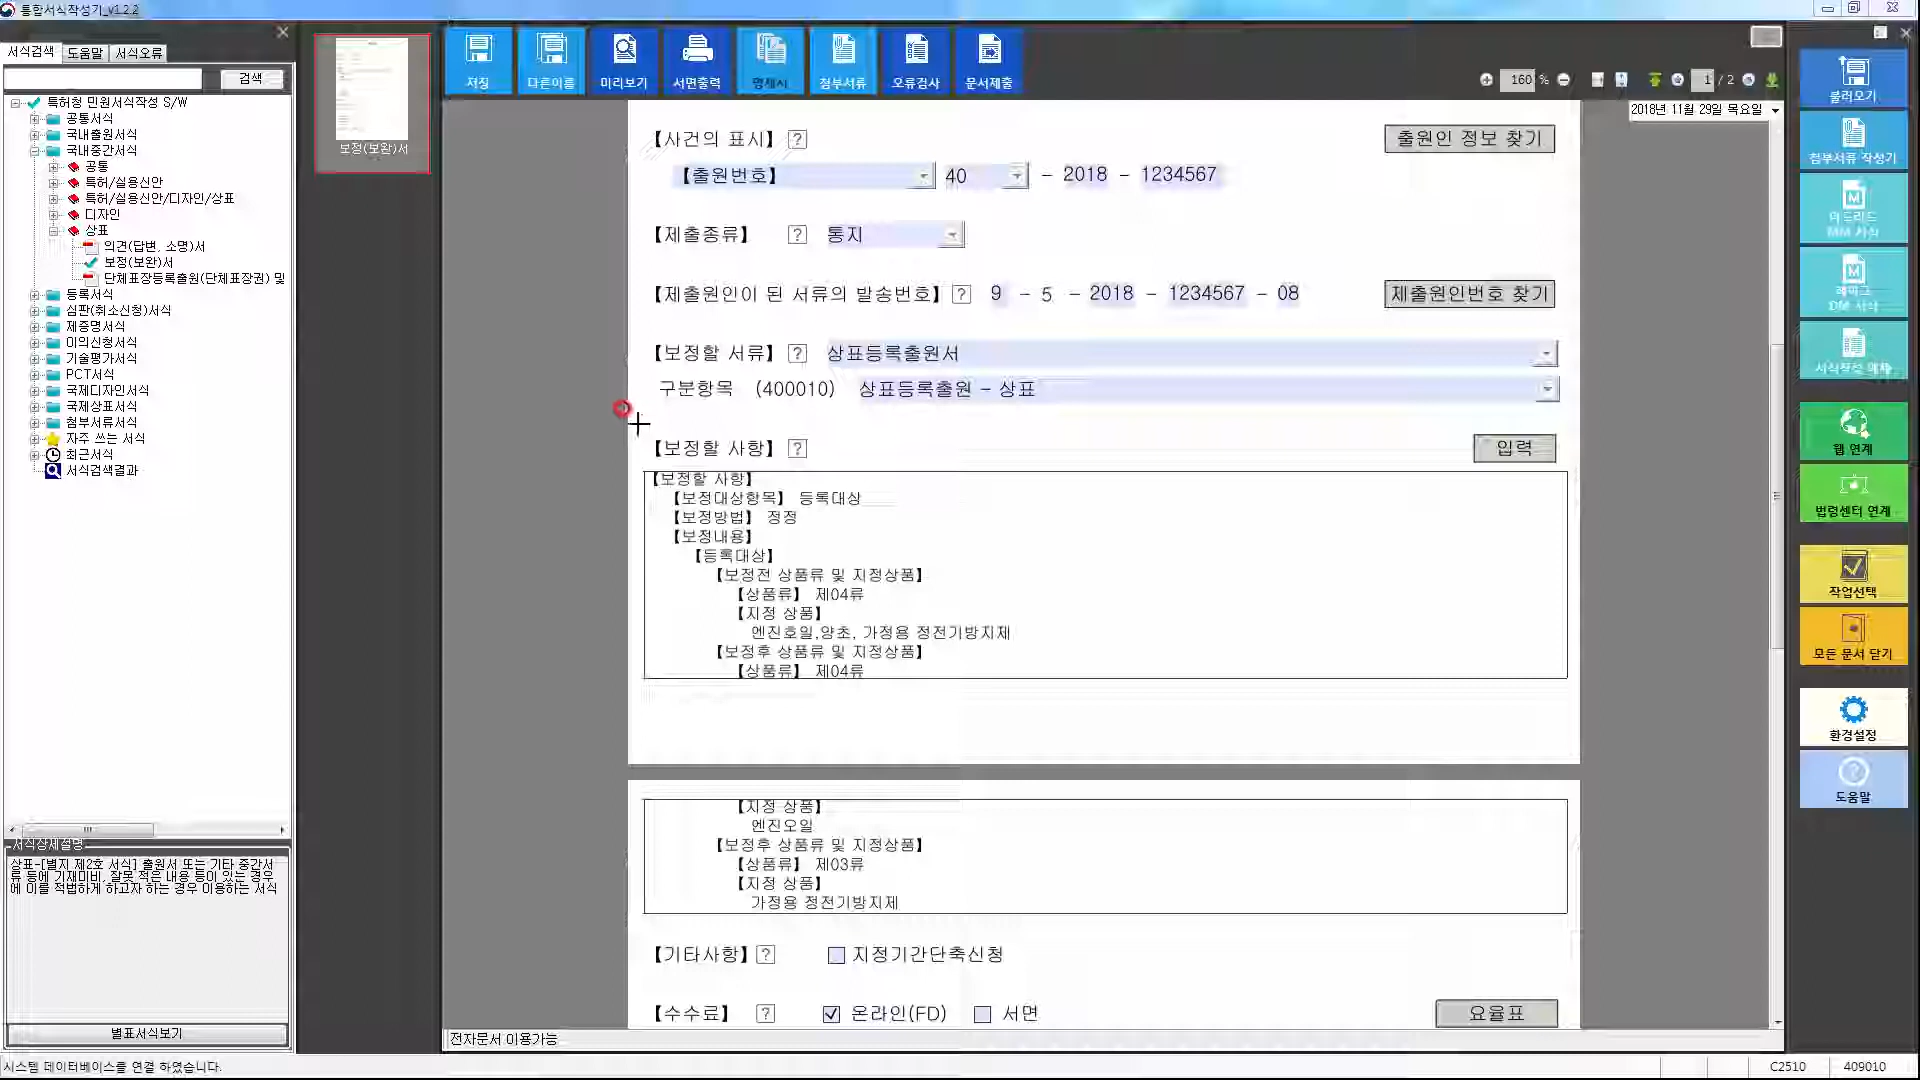 통합서식작성기_v1.2.2
서식검색 도움말 서식오류
검색
특허청 민원서식작성 S/W
공통서식
국내출원서식
국내중간서식
공통
특허/실용신안
특허/실용신안/디자인/상표
디자인
상표
의견(답변, 소명)서
보정(보완)서
단체표장등록출원(단체표장권) 및
등록서식
심판(취소신청)서식
제증명서식
이의신청서식
기술평가서식
PCT서식
국제디자인서식
국제상표서식
첨부서류서식
자주 쓰는 서식
최근서식
서식검색결과
서식상세설명
상표-[별지 제2호 서식] 출원서 또는 기타 중간서
류 등에 기재미비, 잘못 적은 내용 등이 있는 경우
에 이를 적법하게 하고자 하는 경우 이용하는 서식
별표서식보기
보정(보완)서
저장 다른이름 미리보기 서면출력 명세서 첨부서류 오류검사 문서제출
160 % 1 / 2
2018년 11월 29일 목요일
【사건의 표시】 ? 출원인 정보 찾기
【출원번호】 40 - 2018 - 1234567
【제출종류】 ? 통지
【제출원인이 된 서류의 발송번호】 ? 9 - 5 - 2018 - 1234567 - 08 제출원인번호 찾기
【보정할 서류】 ? 상표등록출원서
구분항목 (400010) 상표등록출원 - 상표
【보정할 사항】 ? 입력
【보정할 사항】
【보정대상항목】 등록대상
【보정방법】 정정
【보정내용】
【등록대상】
【보정전 상품류 및 지정상품】
【상품류】 제04류
【지정 상품】
엔진호일,양초, 가정용 정전기방지제
【보정후 상품류 및 지정상품】
【상품류】 제04류
【지정 상품】
엔진오일
【보정후 상품류 및 지정상품】
【상품류】 제03류
【지정 상품】
가정용 정전기방지제
【기타사항】 ? 지정기간단축신청
【수수료】 ? 온라인(FD) 서면 요율표
전자문서 이용가능
불러오기
첨부서류 작성기
마드리드
MM 서식
헤이그
DM 서식
서식작성 예제
웹 연계
법령센터 연계
작업선택
모든 문서 닫기
환경설정
도움말
시스템 데이터베이스를 연결 하였습니다.
C2510 409010